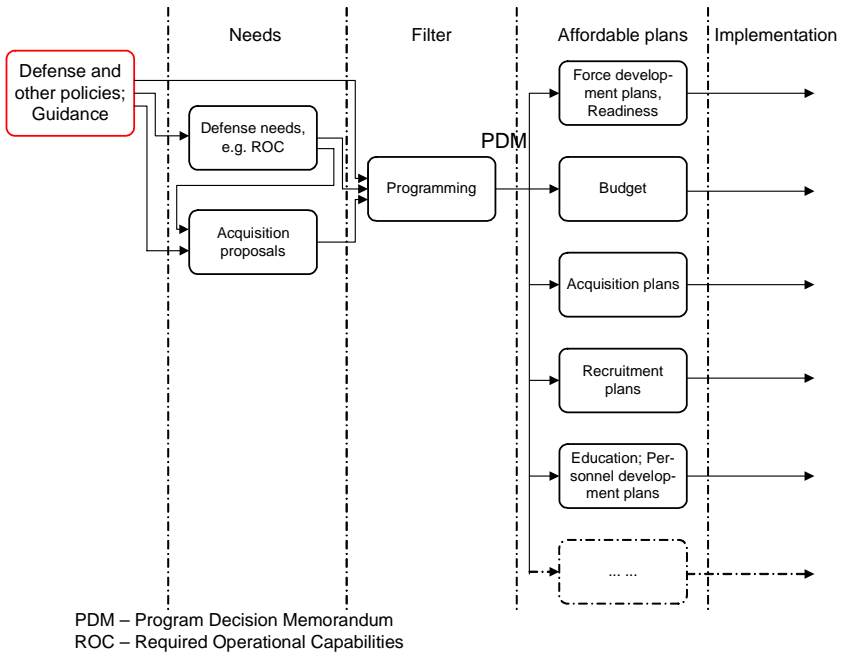 Needs
Filter
Affordable plans
Implementation
Defense and
other policies;
Guidance
Defense needs,
e.g. ROC
Acquisition
proposals
Programming
PDM
Force develop-
ment plans,
Readiness
Budget
Acquisition plans
Recruitment
plans
Education; Per-
sonnel develop-
ment plans
... ...
PDM – Program Decision Memorandum
ROC – Required Operational Capabilities